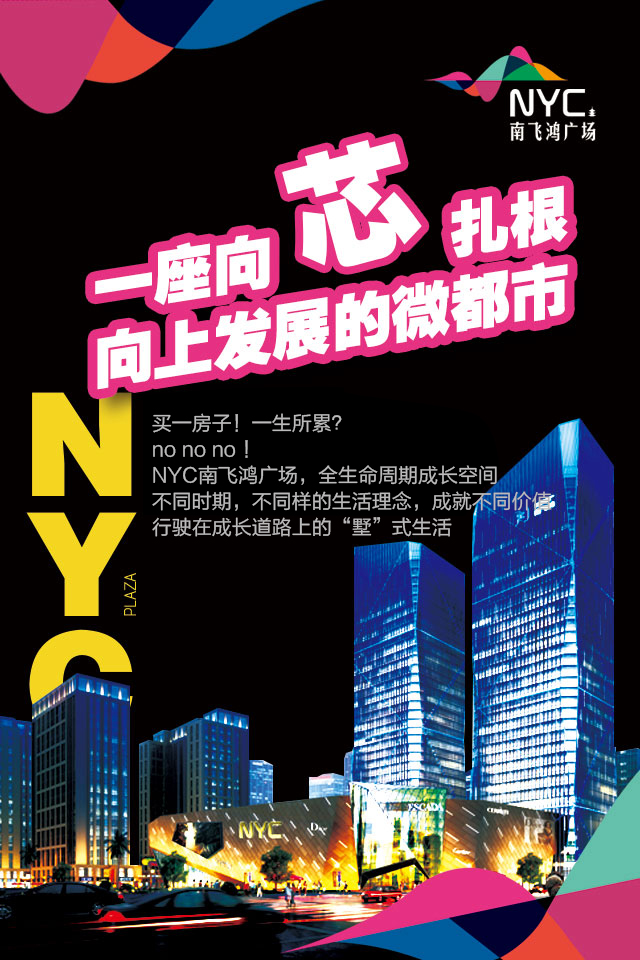 NYC
南飞鸿广场
一座向 芯 扎根
向上发展的微都市
NYC
PLAZA
买一房子！一生所累？
no no no！
NYC南飞鸿广场，全生命周期成长空间
不同时期，不同样的生活理念，成就不同价值
行驶在成长道路上的“墅”式生活
NYC
Dior
ESCADA